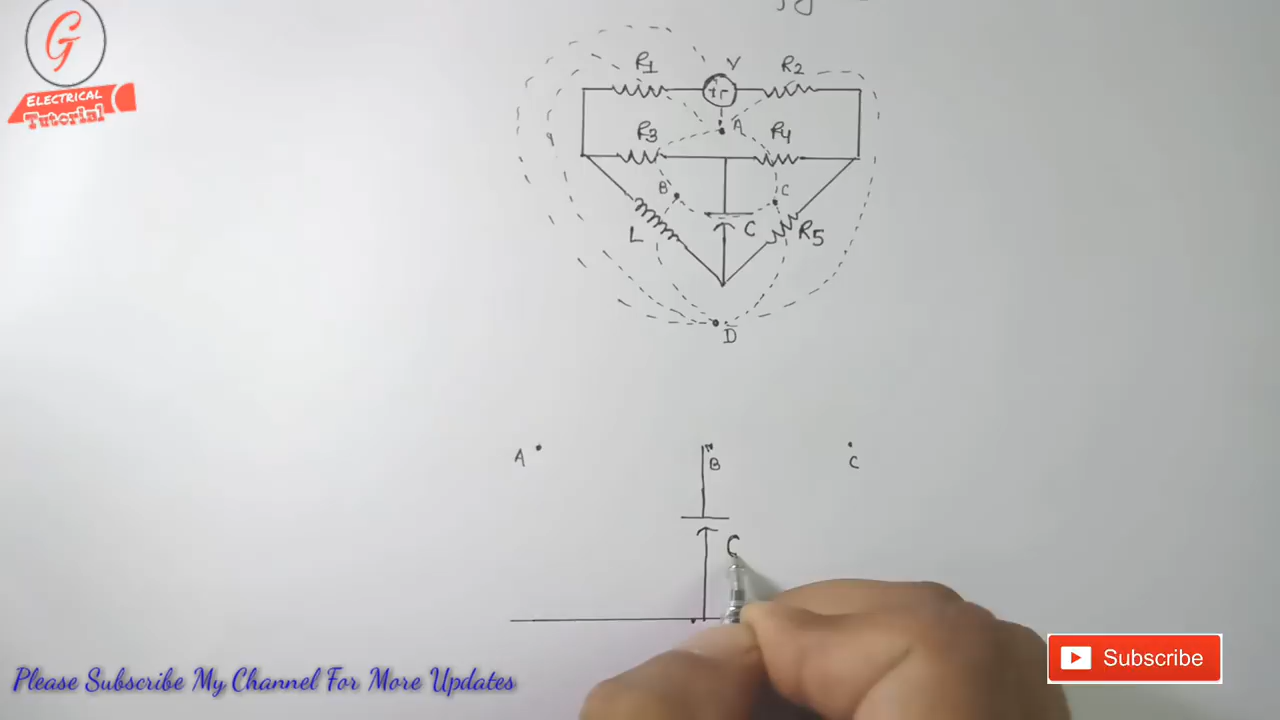 G
ELECTRICAL
Tutorial
R1 V R2
R3 A R4
B C
L C R5
D
A B C
C
Please Subscribe My Channel For More Updates
Subscribe